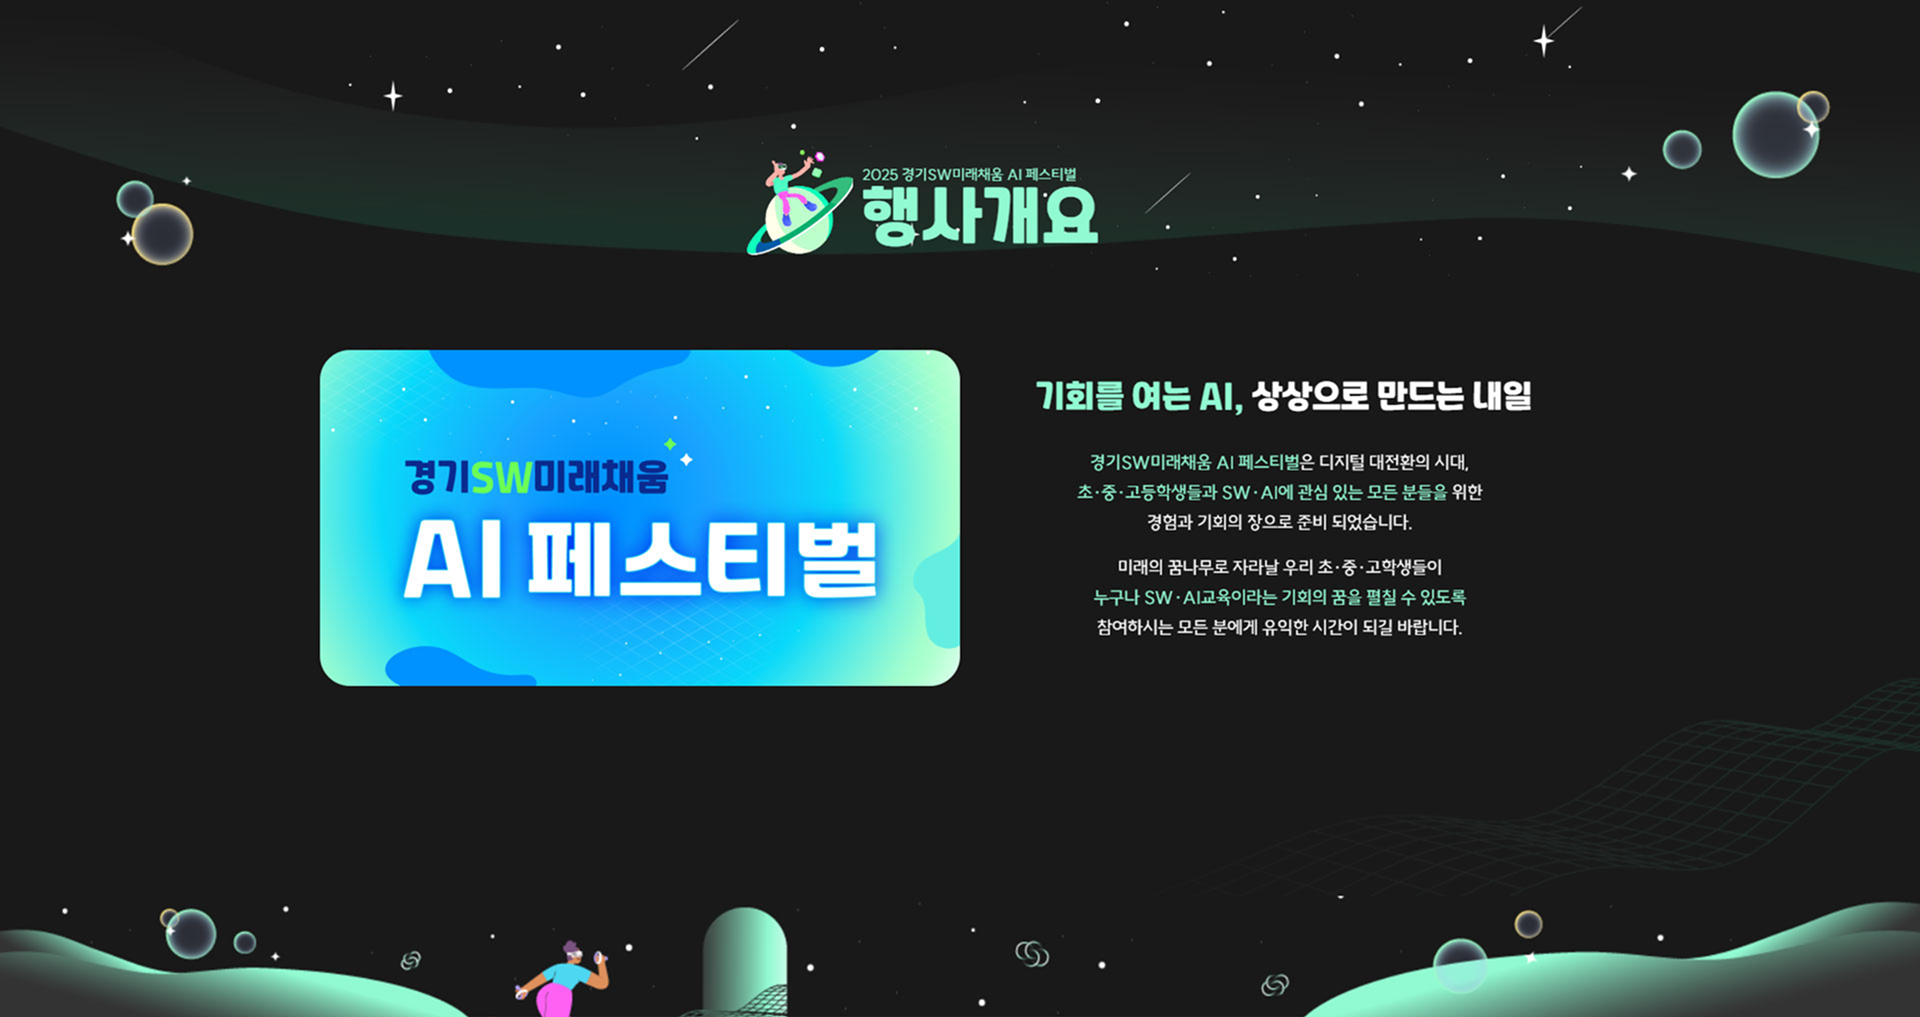 2025 경기SW미래채움 AI 페스티벌
행사개요
경기SW미래채움
AI 페스티벌
기회를 여는 AI, 상상으로 만드는 내일
경기SW미래채움 AI 페스티벌은 디지털 대전환의 시대,
초·중·고등학생들과 SW·AI에 관심 있는 모든 분들을 위한
경험과 기회의 장으로 준비 되었습니다.
미래의 꿈나무로 자라날 우리 초·중·고학생들이
누구나 SW·AI교육이라는 기회의 꿈을 펼칠 수 있도록
참여하시는 모든 분에게 유익한 시간이 되길 바랍니다.